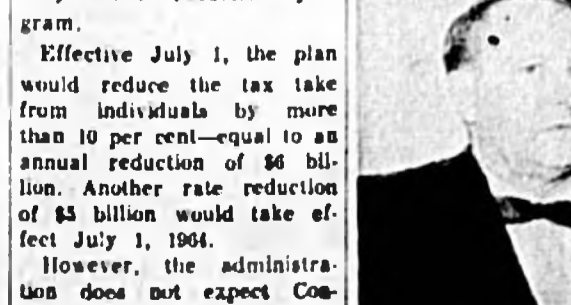 gram.
Effective July 1, the plan
would reduce the tax take
from individuals by more
than 10 per cent—equal to an
annual reduction of $6 bil-
lion. Another rate reduction
of $5 billion would take ef-
fect July 1, 1964.
However, the administra-
tion does not expect Con-